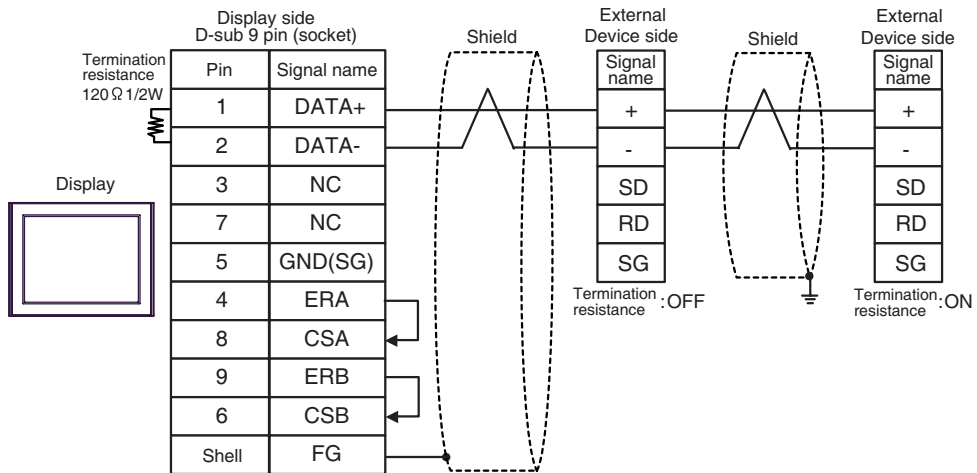 Display side
D-sub 9 pin (socket)
Termination
resistance
120Ω 1/2W
Display
Pin Signal name
1 DATA+
2 DATA-
3 NC
7 NC
5 GND(SG)
4 ERA
8 CSA
9 ERB
6 CSB
Shell FG
Shield
External
Device side
Signal
name
+
-
SD
RD
SG
Termination
resistance :OFF
Shield
External
Device side
Signal
name
+
-
SD
RD
SG
Termination
resistance :ON